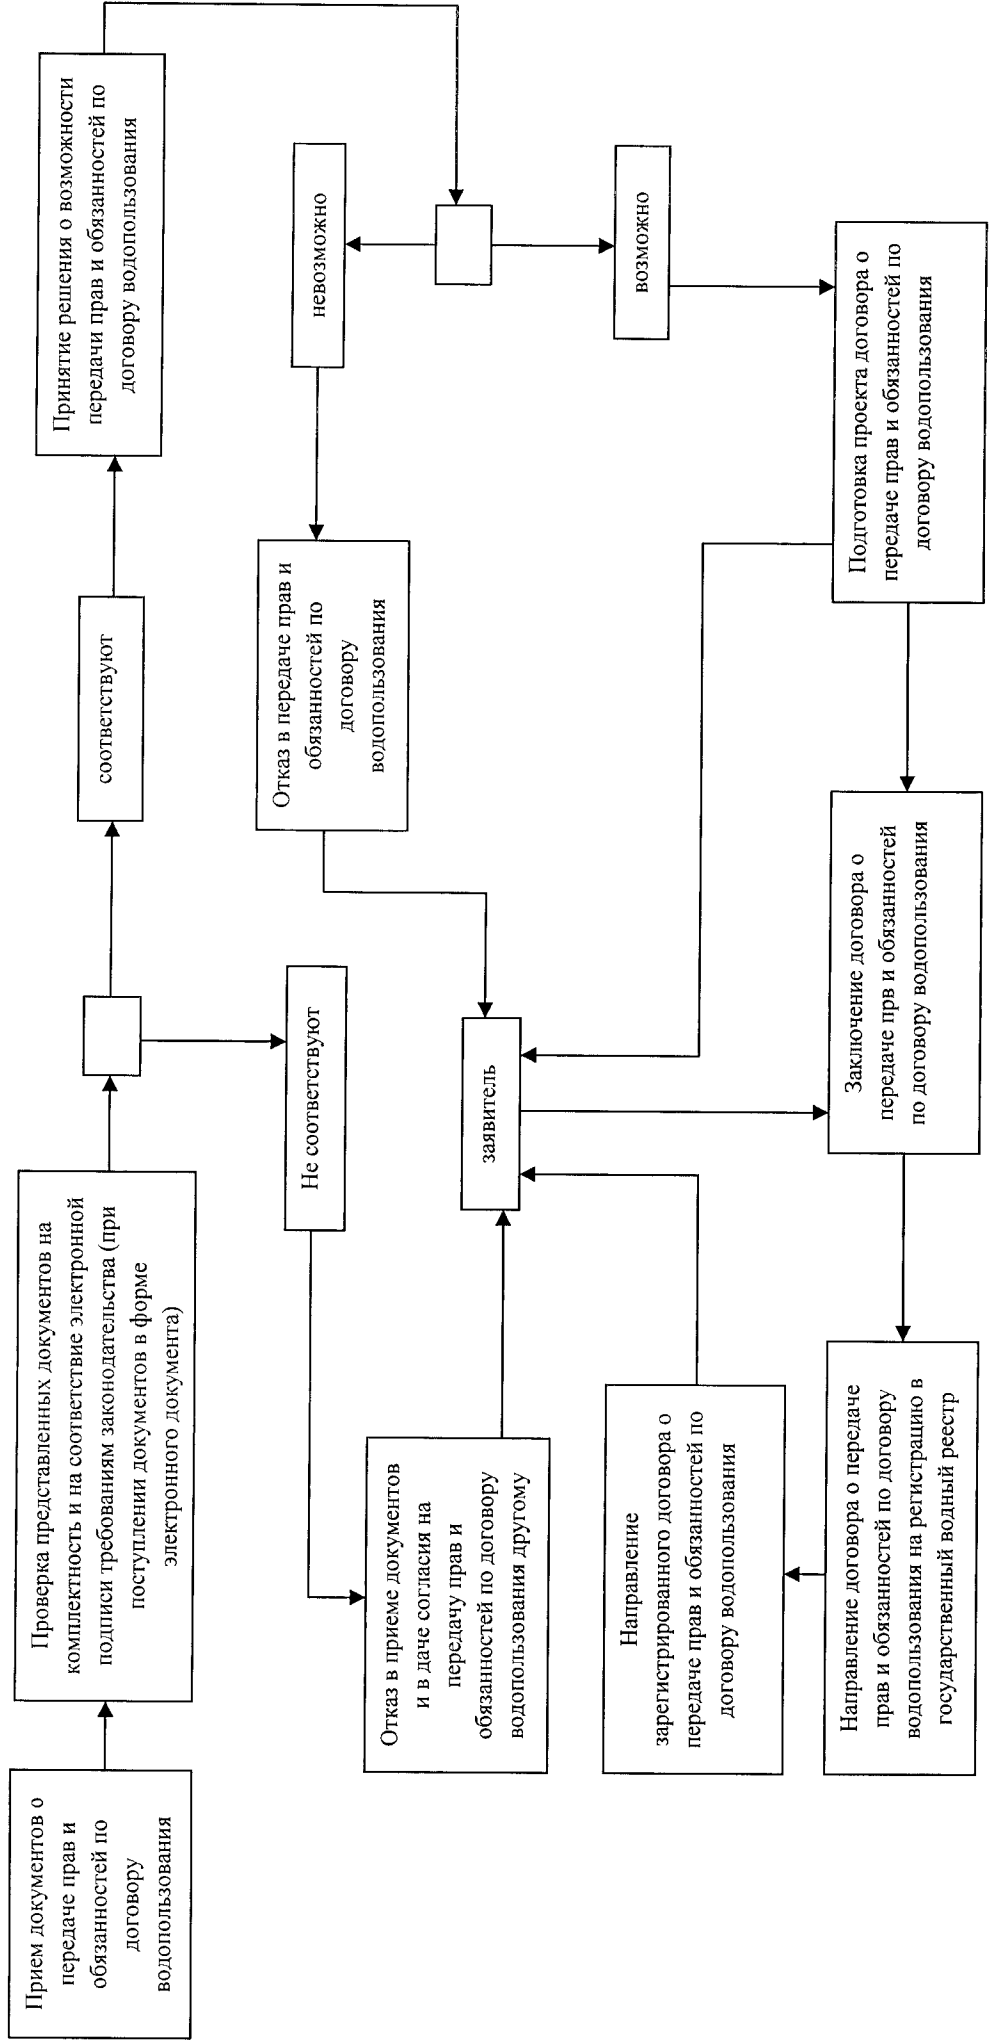 Прием документов о
передаче прав и
обязанностей по
договору
водопользования
Проверка представленных документов на
комплектность и на соответствие электронной
подписи требованиям законодательства (при
поступлении документов в форме
электронного документа)
соответствуют
Принятие решения о возможности
передачи прав и обязанностей по
договору водопользования
Не соответствуют
Отказ в передаче прав и
обязанностей по
договору
водопользования
невозможно
Отказ в приеме документов
и в даче согласия на
передачу прав и
обязанностей по договору
водопользования другому
заявитель
возможно
Направление
зарегистрированного договора о
передаче прав и обязанностей по
договору водопользования
Направление договора о передаче
прав и обязанностей по договору
водопользования на регистрацию в
государственный водный реестр
Заключение договора о
передаче прв и обязанностей
по договору водопользования
Подготовка проекта договора о
передаче прав и обязанностей по
договору водопользования